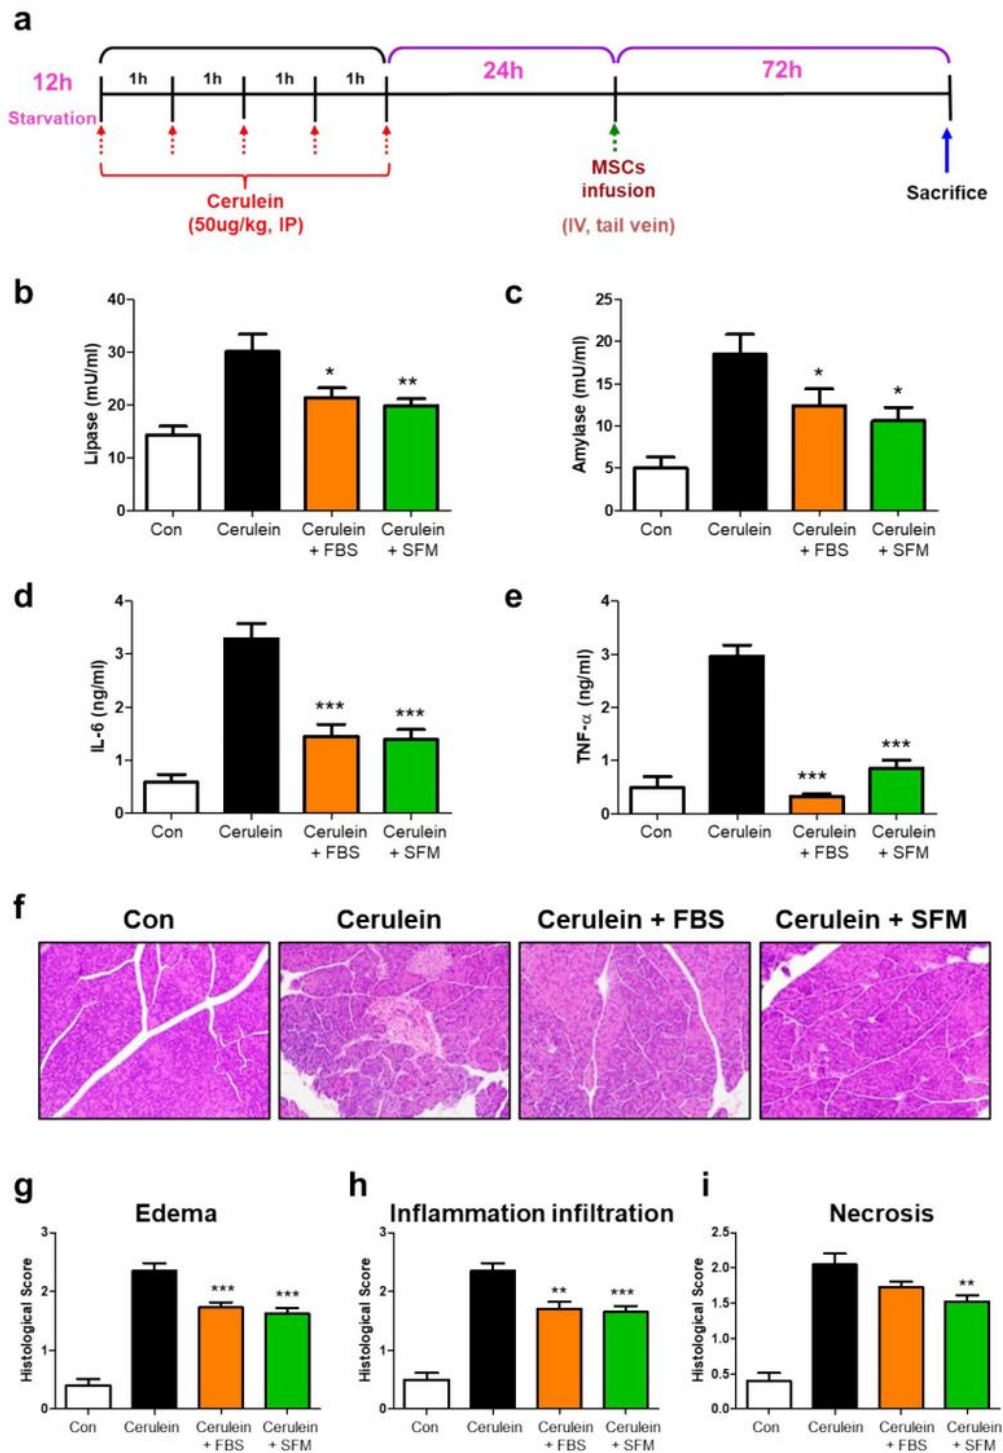 a
12h
Starvation
1h 1h 1h 1h
24h
72h
Cerulein
(50ug/kg, IP)
MSCs
infusion
(IV, tail vein)
Sacrifice
b
Lipase (mU/ml)
40
30
20
10
0
* **
Con Cerulein Cerulein + FBS Cerulein + SFM
c
Amylase (mU/ml)
25
20
15
10
5
0
* *
Con Cerulein Cerulein + FBS Cerulein + SFM
d
IL-6 (ng/ml)
4
3
2
1
0
*** ***
Con Cerulein Cerulein + FBS Cerulein + SFM
e
TNF-α (ng/ml)
4
3
2
1
0
*** ***
Con Cerulein Cerulein + FBS Cerulein + SFM
f
Con Cerulein Cerulein + FBS Cerulein + SFM
g
Edema
Histological Score
3
2
1
0
*** ***
Con Cerulein Cerulein + FBS Cerulein + SFM
h
Inflammation infiltration
Histological Score
3
2
1
0
** ***
Con Cerulein Cerulein + FBS Cerulein + SFM
i
Necrosis
Histological Score
2.5
2.0
1.5
1.0
0.5
0.0
**
Con Cerulein Cerulein + FBS Cerulein + SFM